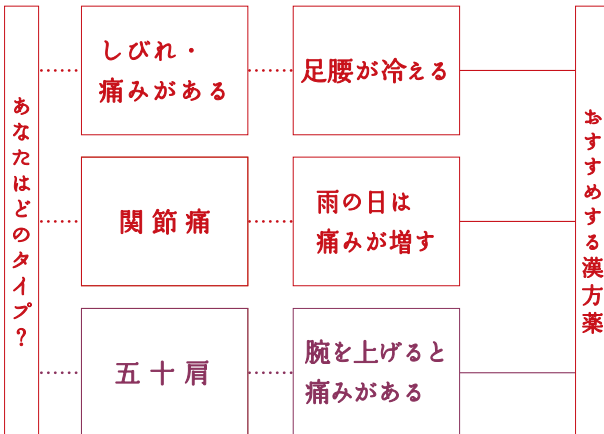 あなたはどのタイプ？
しびれ・
痛みがある
足腰が冷える
関節痛
雨の日は
痛みが増す
五十肩
腕を上げると
痛みがある
おすすめする漢方薬